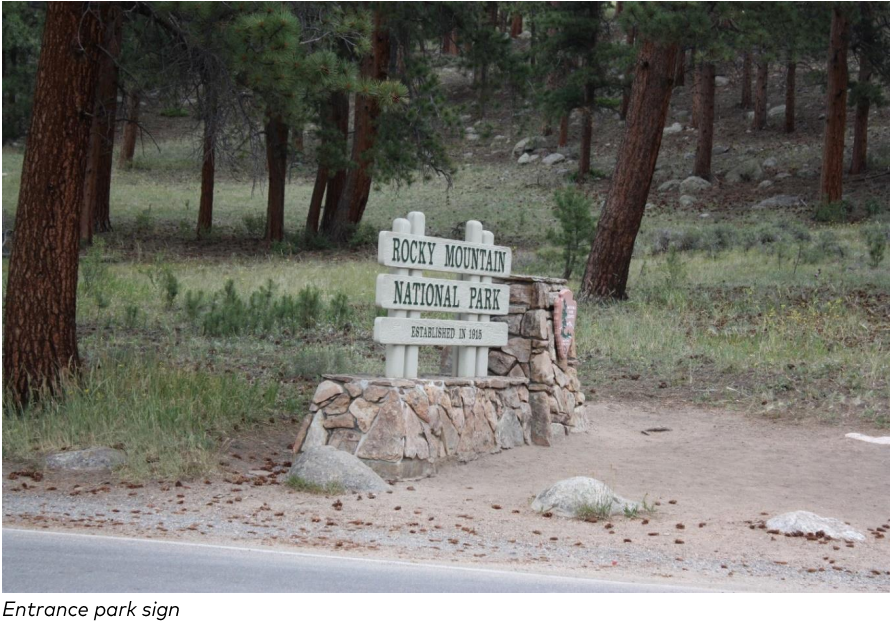 ROCKY MOUNTAIN
NATIONAL PARK
ESTABLISHED IN 1915
Entrance park sign